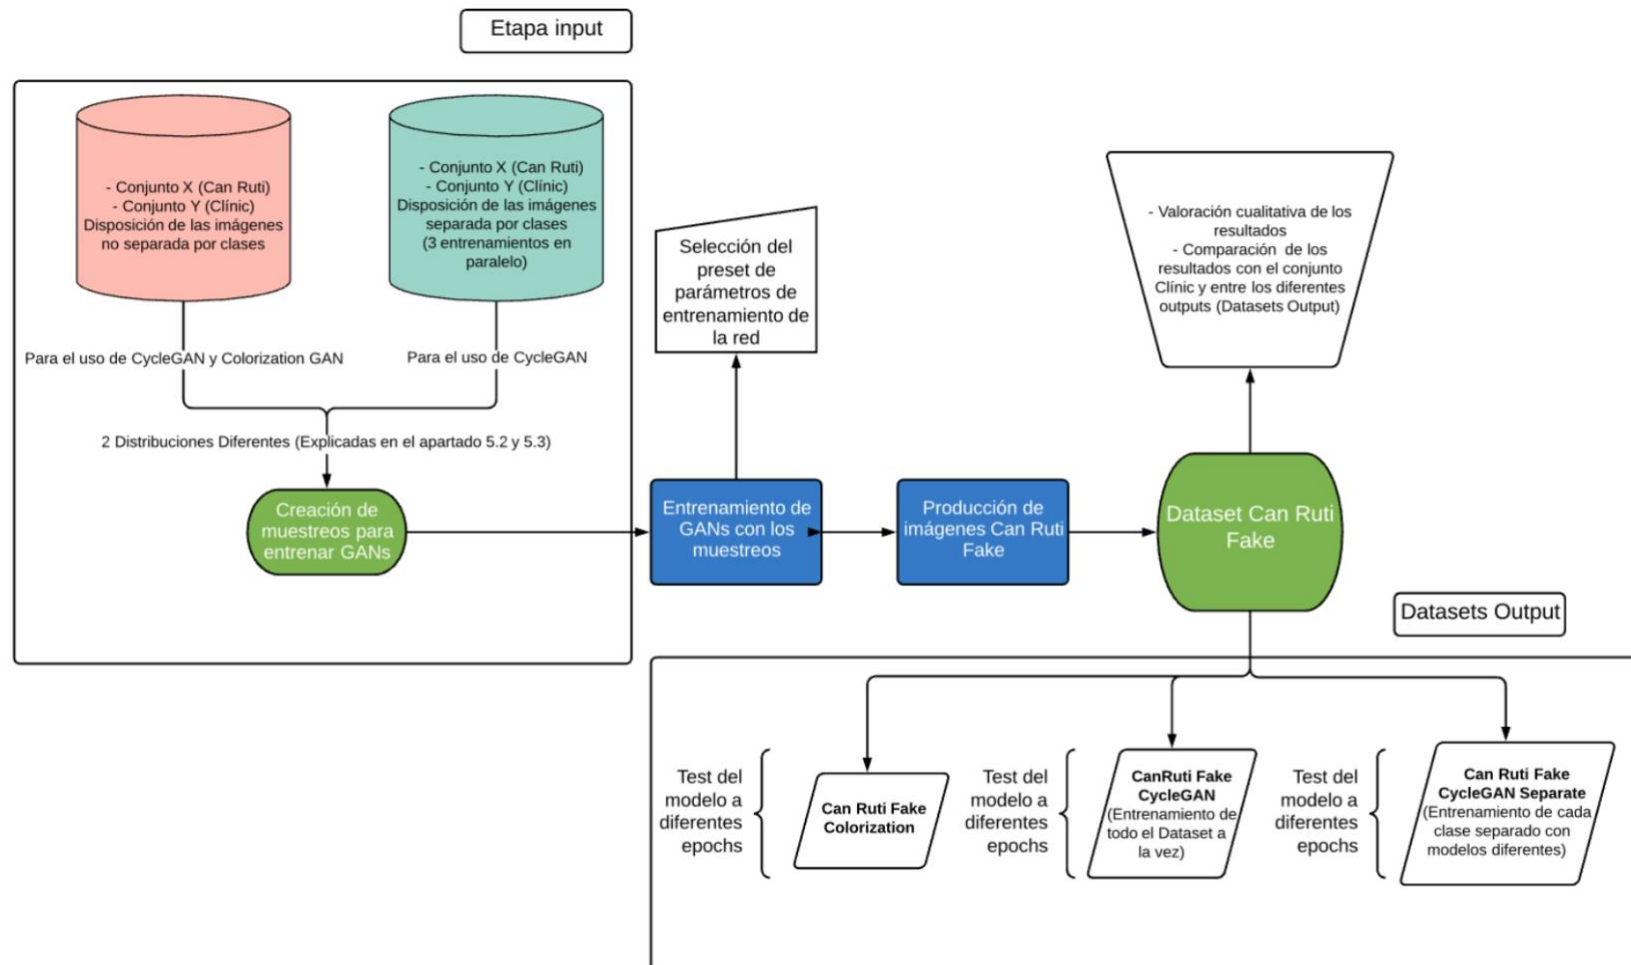 Etapa input
- Conjunto X (Can Ruti)
- Conjunto Y (Clínic)
Disposición de las imágenes
no separada por clases
- Conjunto X (Can Ruti)
- Conjunto Y (Clínic)
Disposición de las imágenes
separada por clases
(3 entrenamientos en
paralelo)
Para el uso de CycleGAN y Colorization GAN
Para el uso de CycleGAN
2 Distribuciones Diferentes (Explicadas en el apartado 5.2 y 5.3)
Creación de
muestreos para
entrenar GANs
Selección del
preset de
parámetros de
entrenamiento de
la red
Entrenamiento de
GANs con los
muestreos
Producción de
imágenes Can Ruti
Fake
- Valoración cualitativa de los
resultados
- Comparación de los
resultados con el conjunto
Clínic y entre los diferentes
outputs (Datasets Output)
Dataset Can Ruti
Fake
Datasets Output
Test del
modelo a
diferentes
epochs
Can Ruti Fake
Colorization
Test del
modelo a
diferentes
epochs
CanRuti Fake
CycleGAN
(Entrenamiento de
todo el Dataset a
la vez)
Test del
modelo a
diferentes
epochs
Can Ruti Fake
CycleGAN Separate
(Entrenamiento de cada
clase separado con
modelos diferentes)